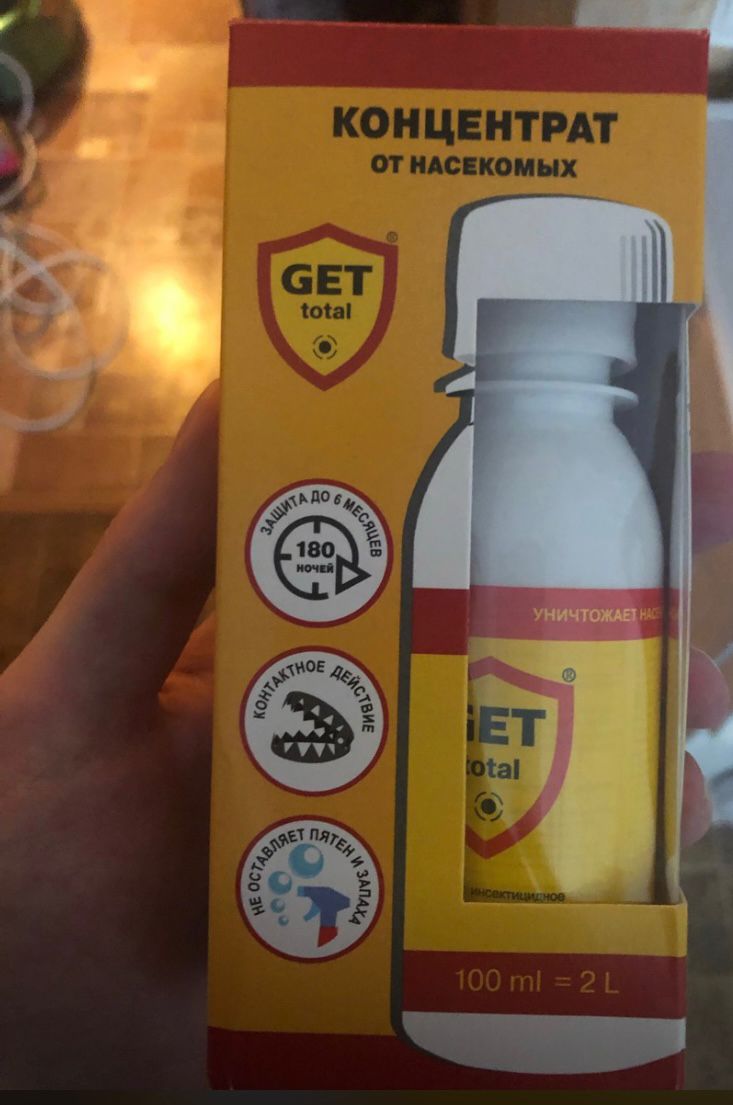 КОНЦЕНТРАТ
ОТ НАСЕКОМЫХ
®
GET
total
ЗАЩИТА ДО 6 МЕСЯЦЕВ
180
НОЧЕЙ
КОНТАКТНОЕ ДЕЙСТВИЕ
НЕ ОСТАВЛЯЕТ ПЯТЕН И ЗАПАХА
УНИЧТОЖАЕТ
®
GET
total
инсектицидное
100 ml = 2 L